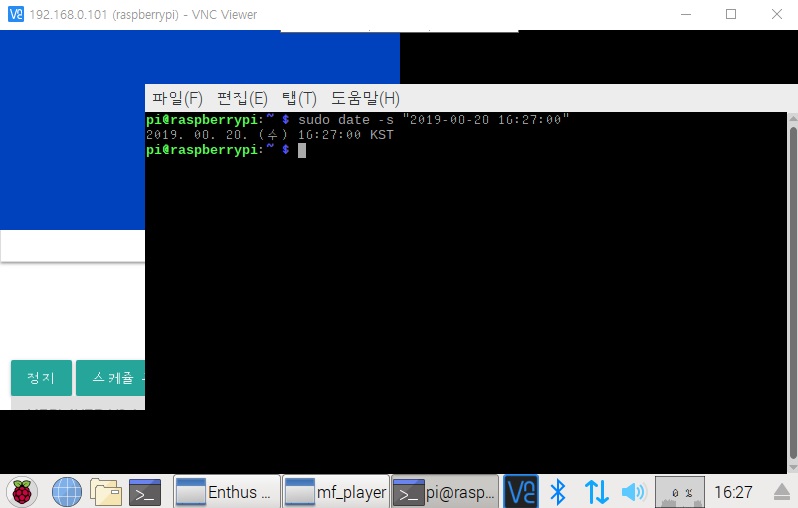 192.168.0.101 (raspberrypi) - VNC Viewer
파일(F) 편집(E) 탭(T) 도움말(H)
pi@raspberrypi:~ $ sudo date -s "2019-00-20 16:27:00"
2019. 00. 20. (수) 16:27:00 KST
pi@raspberrypi:~ $
정지
스케쥴
Enthus ...
mf_player
pi@rasp...
0 %
16:27